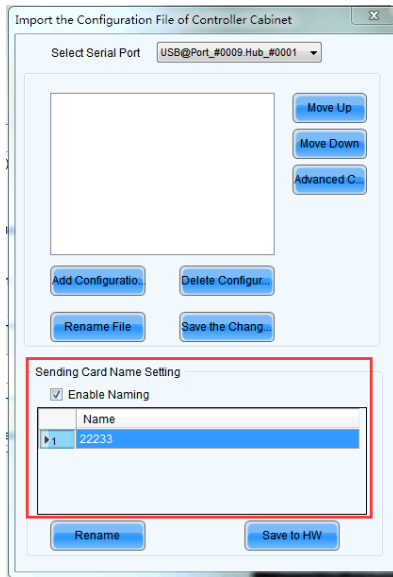 Import the Configuration File of Controller Cabinet
Select Serial Port USB@Port_#0009.Hub_#0001
Move Up
Move Down
Advanced C...
Add Configuratio... Delete Configur...
Rename File Save the Chang...
Sending Card Name Setting
Enable Naming
Name
1 22233
Rename Save to HW